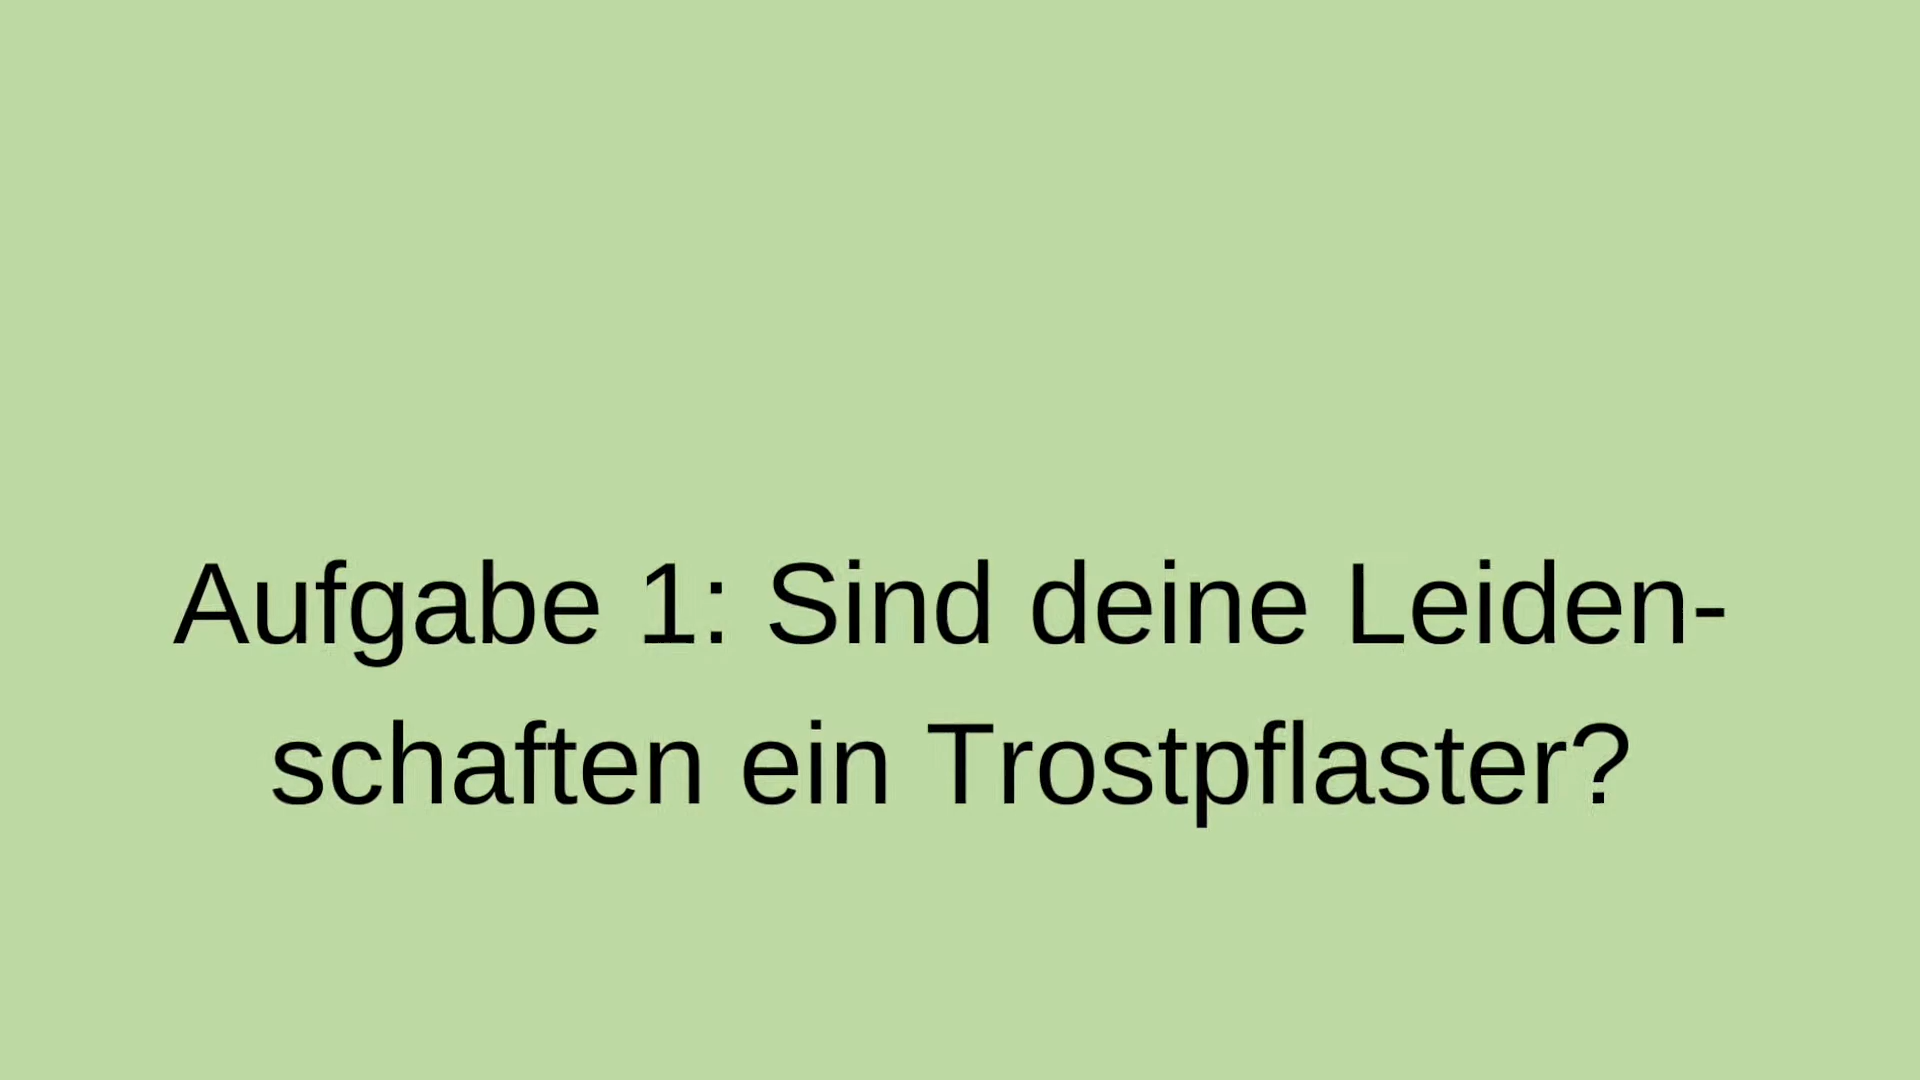 Aufgabe 1: Sind deine Leiden-
schaften ein Trostpflaster?